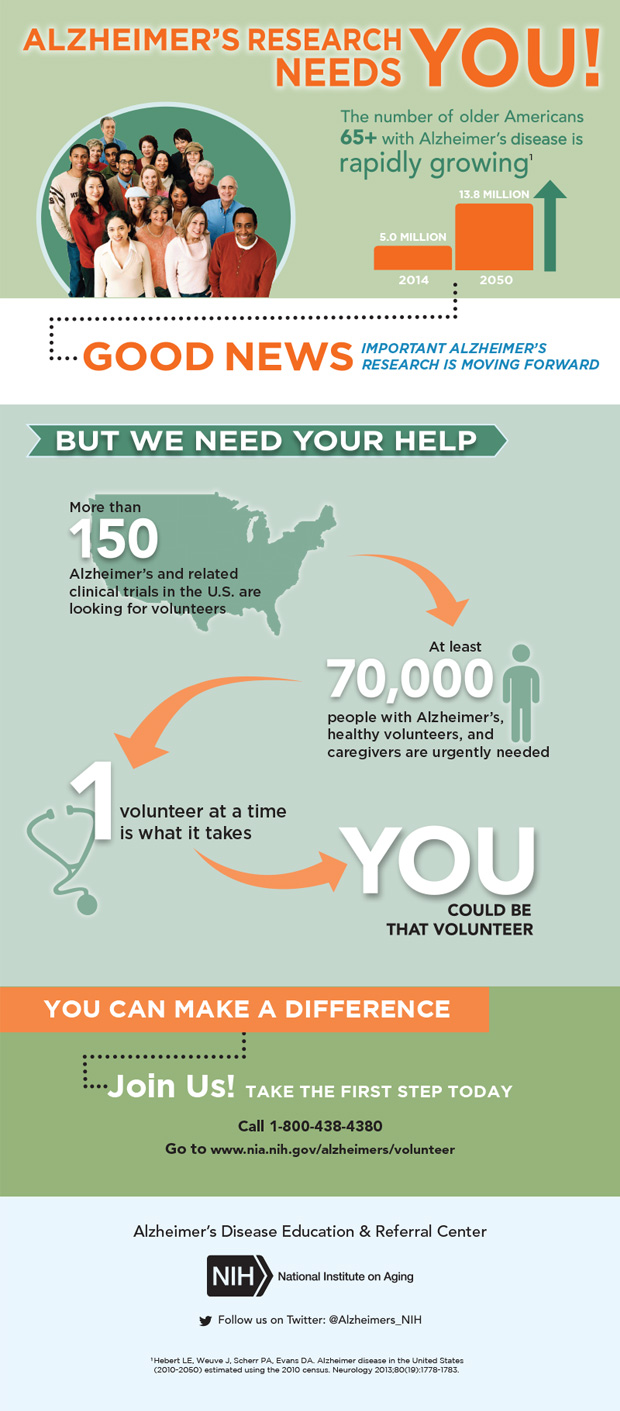 ALZHEIMER'S RESEARCH
NEEDS YOU!
The number of older Americans
65+ with Alzheimer's disease is
rapidly growing¹
13.8 MILLION
5.0 MILLION
2014
2050
GOOD NEWS
IMPORTANT ALZHEIMER'S
RESEARCH IS MOVING FORWARD
BUT WE NEED YOUR HELP
More than
150
Alzheimer's and related
clinical trials in the U.S. are
looking for volunteers
At least
70,000
people with Alzheimer's,
healthy volunteers, and
caregivers are urgently needed
1
volunteer at a time
is what it takes
YOU
COULD BE
THAT VOLUNTEER
YOU CAN MAKE A DIFFERENCE
Join Us! TAKE THE FIRST STEP TODAY
Call 1-800-438-4380
Go to www.nia.nih.gov/alzheimers/volunteer
Alzheimer's Disease Education & Referral Center
NIH National Institute on Aging
Follow us on Twitter: @Alzheimers_NIH
¹Hebert LE, Weuve J, Scherr PA, Evans DA. Alzheimer disease in the United States
(2010-2050) estimated using the 2010 census. Neurology 2013;80(19):1778-1783.